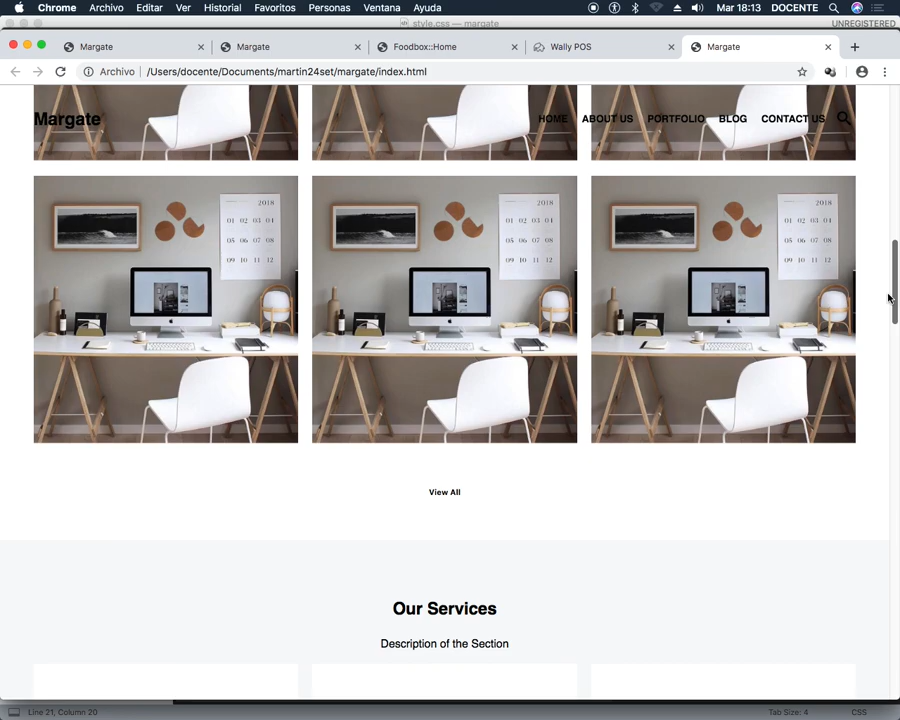 Chrome Archivo Editar Ver Historial Favoritos Personas Ventana Ayuda Mar 18:13 DOCENTE
style.css — margate UNREGISTERED
Margate Margate Foodbox::Home Wally POS Margate
Archivo /Users/docente/Documents/martin24set/margate/index.html
Margate HOME ABOUT US PORTFOLIO BLOG CONTACT US
2018 2018 2018
01 02 03 04 01 02 03 04 01 02 03 04
05 06 07 08 05 06 07 08 05 06 07 08
09 10 11 12 09 10 11 12 09 10 11 12
View All
Our Services
Description of the Section
Line 21, Column 20 Tab Size: 4 CSS